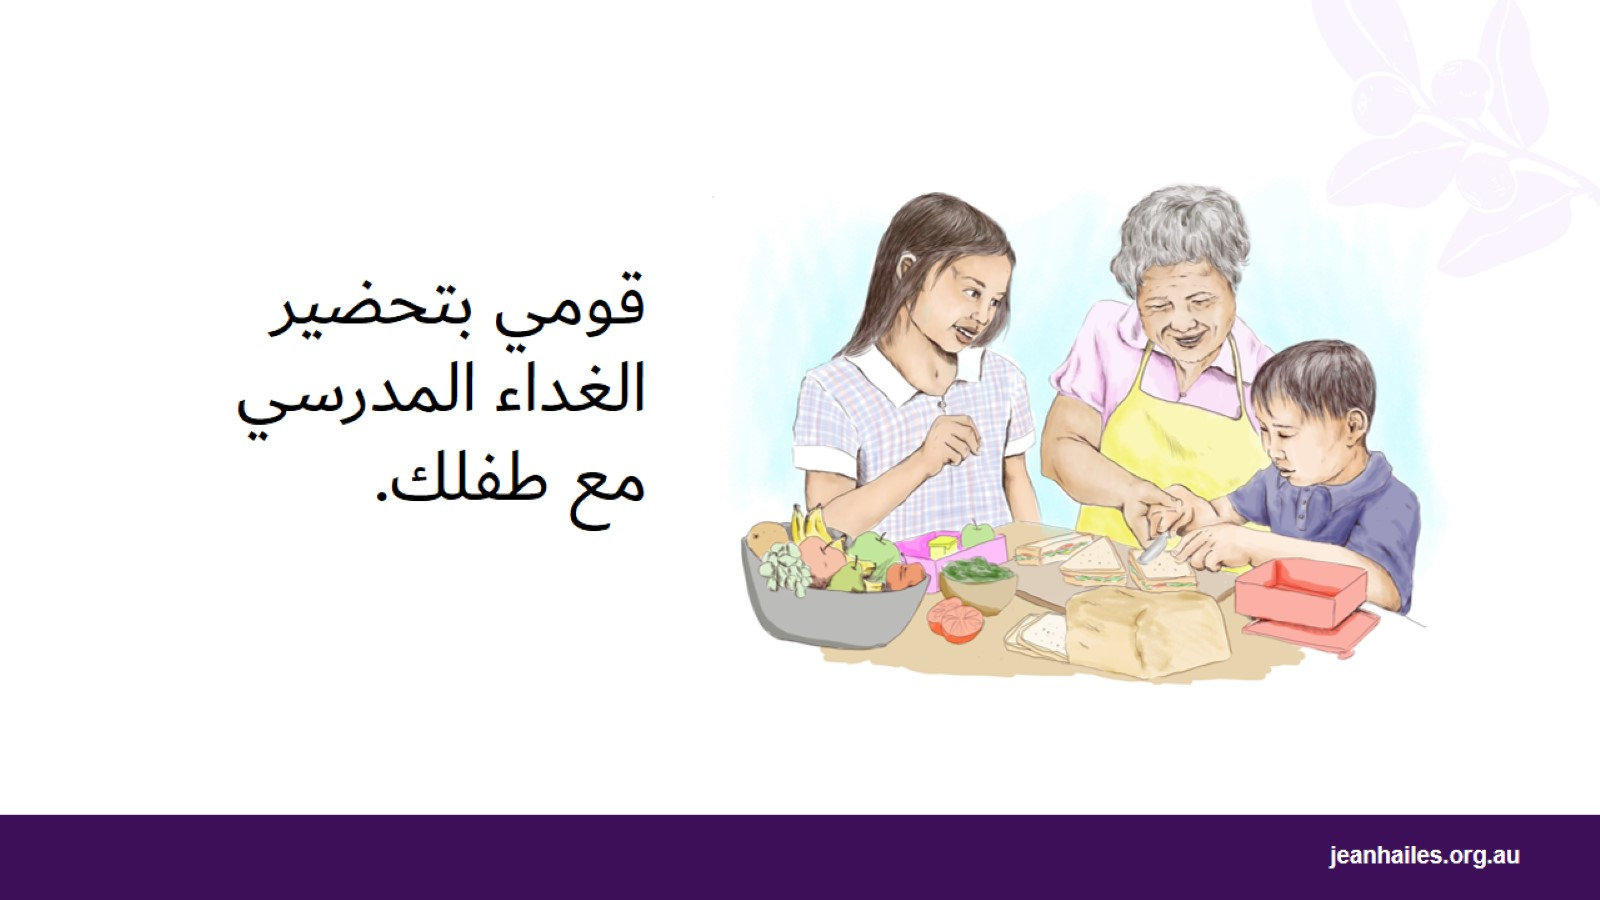 قومي بتحضير
الغداء المدرسي
مع طفلك.
jeanhailes.org.au